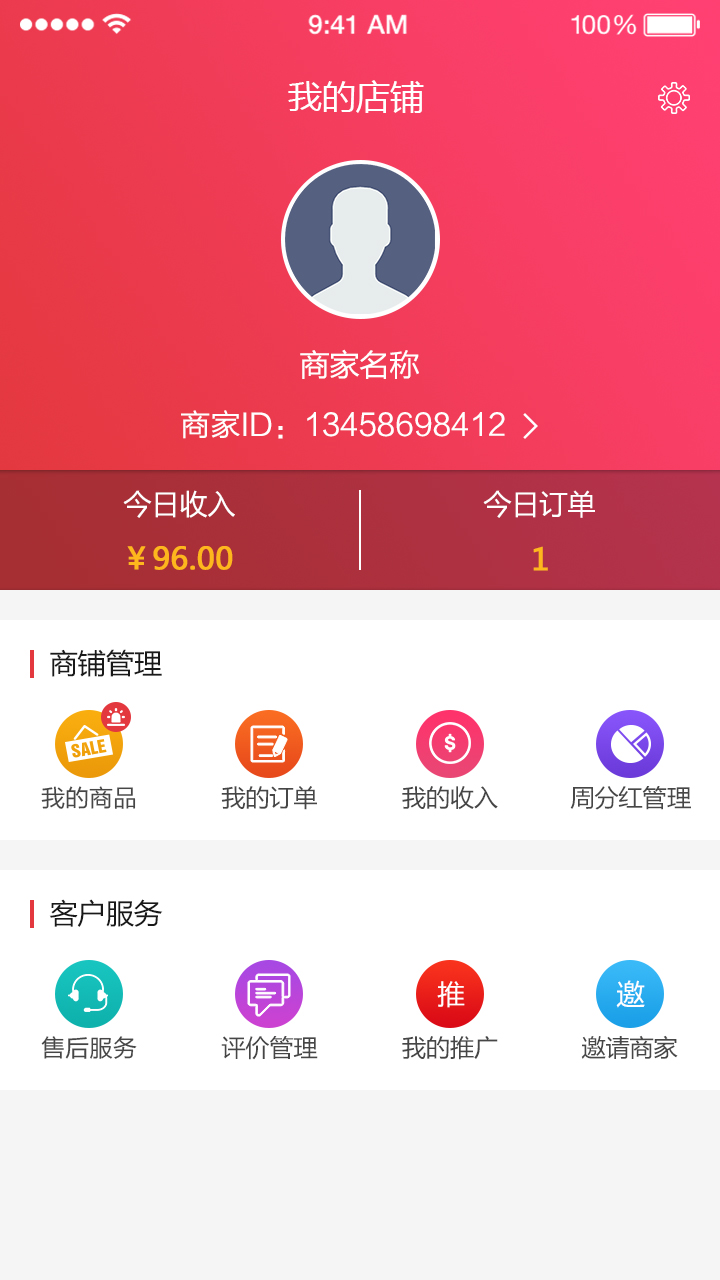 9:41 AM
100%
我的店铺
商家名称
商家ID：13458698412
今日收入
今日订单
¥96.00
1
商铺管理
SALE
$
我的商品
我的订单
我的收入
周分红管理
客户服务
推
邀
售后服务
评价管理
我的推广
邀请商家